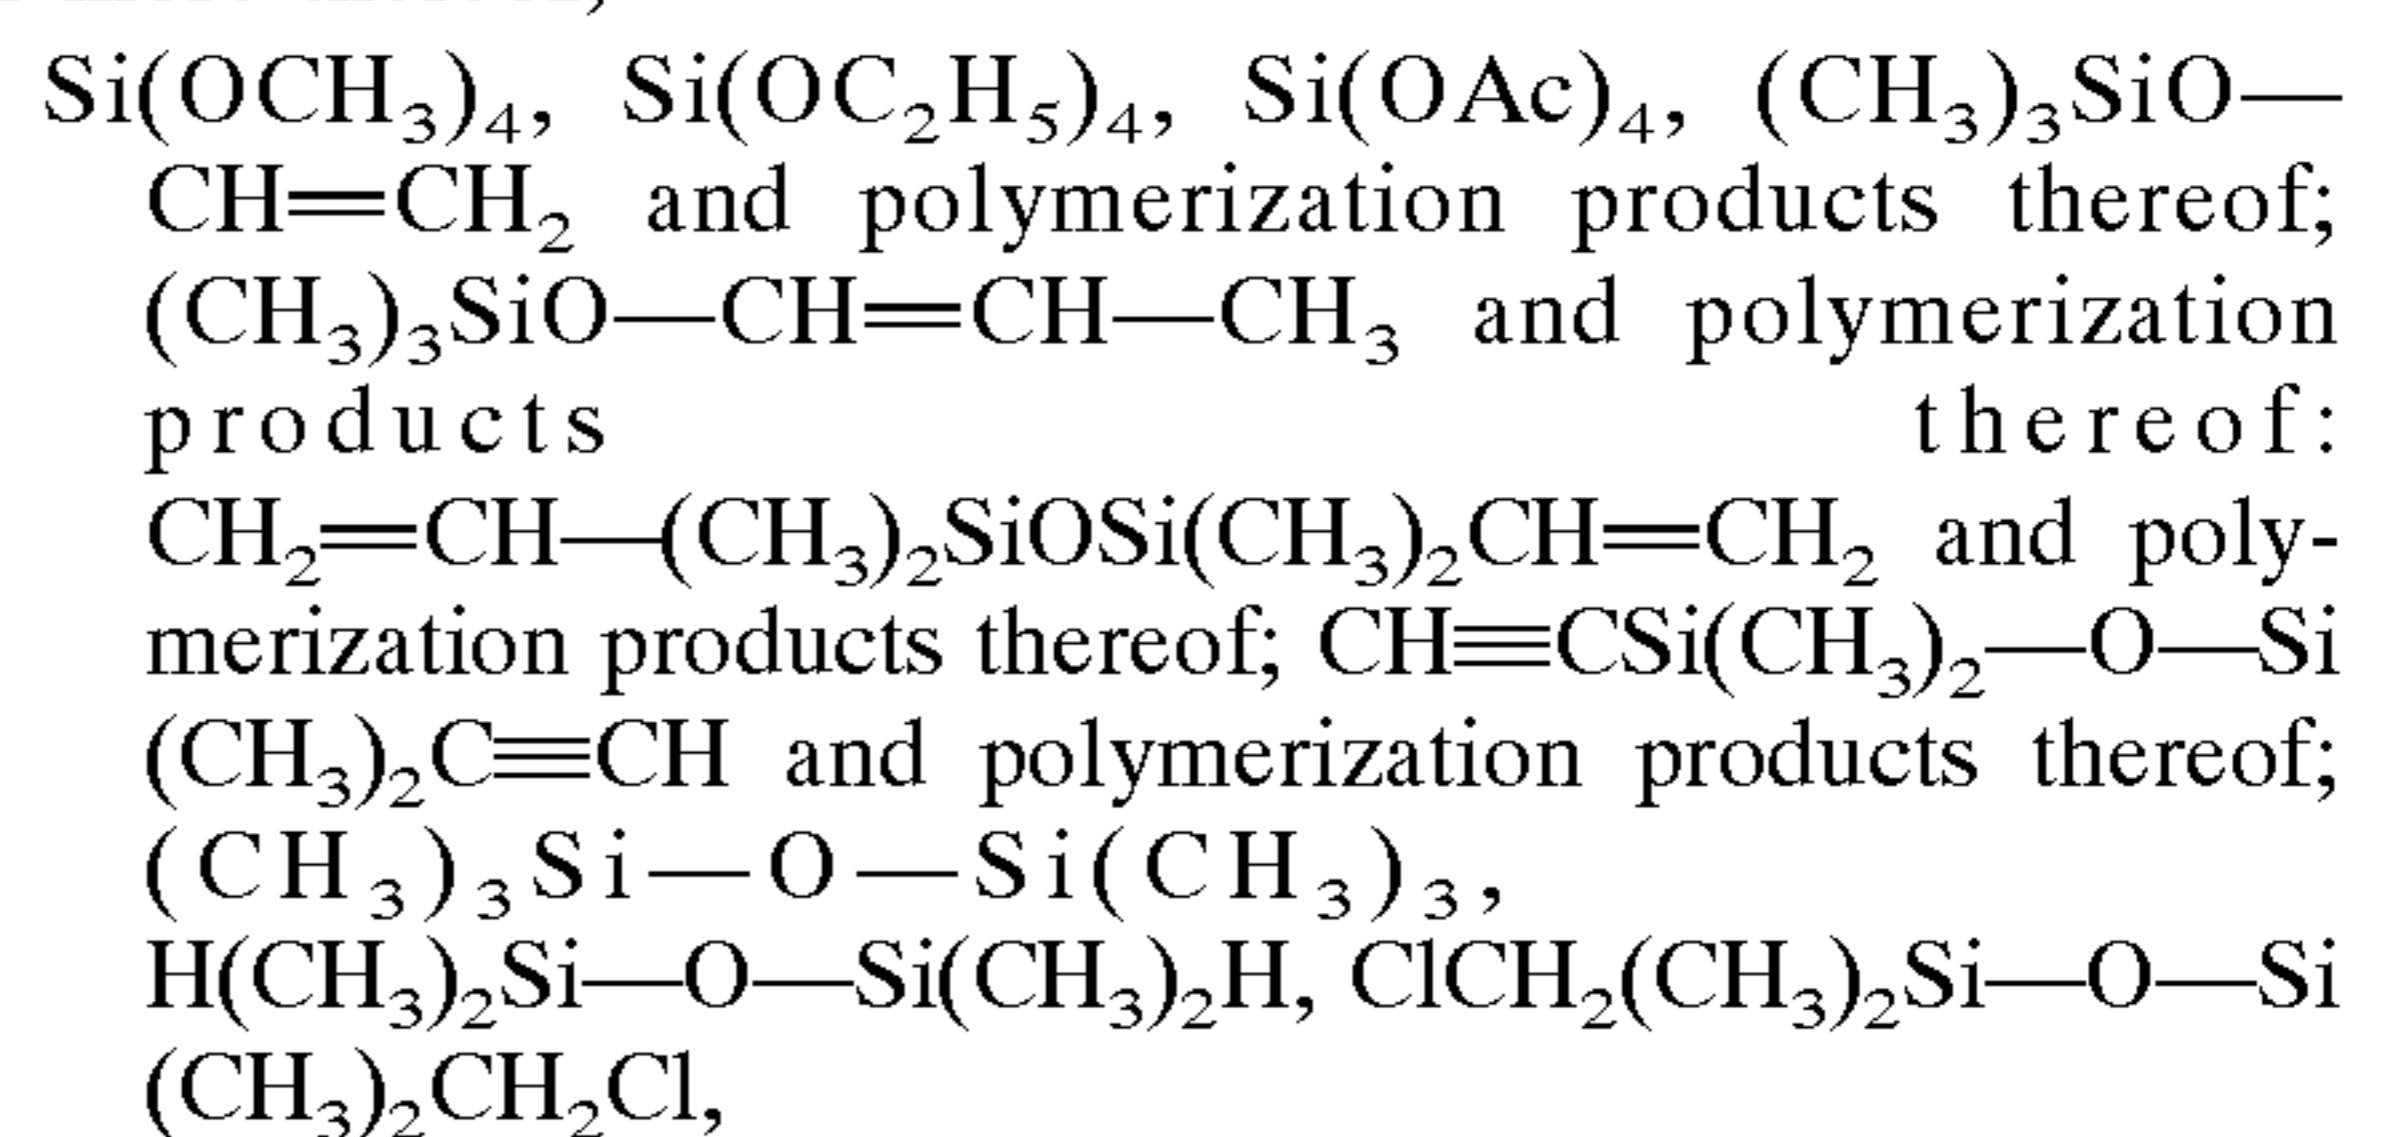 Si(OCH₃)₄, Si(OC₂H₅)₄, Si(OAc)₄, (CH₃)₃SiO—
CH=CH₂ and polymerization products thereof;
(CH₃)₃SiO—CH=CH—CH₃ and polymerization
products thereof:
CH₂=CH—(CH₃)₂SiOSi(CH₃)₂CH=CH₂ and poly-
merization products thereof; CH≡CSi(CH₃)₂—O—Si
(CH₃)₂C≡CH and polymerization products thereof;
(CH₃)₃Si—O—Si(CH₃)₃,
H(CH₃)₂Si—O—Si(CH₃)₂H, ClCH₂(CH₃)₂Si—O—Si
(CH₃)₂CH₂Cl,